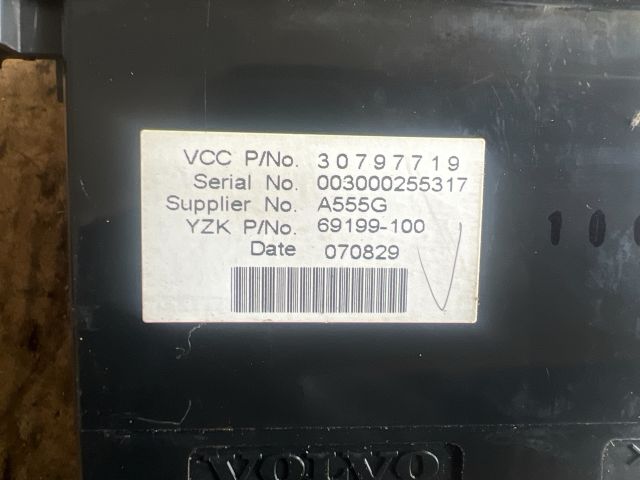 VCC P/No. 30797719
Serial No. 003000255317
Supplier No. A555G
YZK P/No. 69199-100
Date 070829
VOLVO